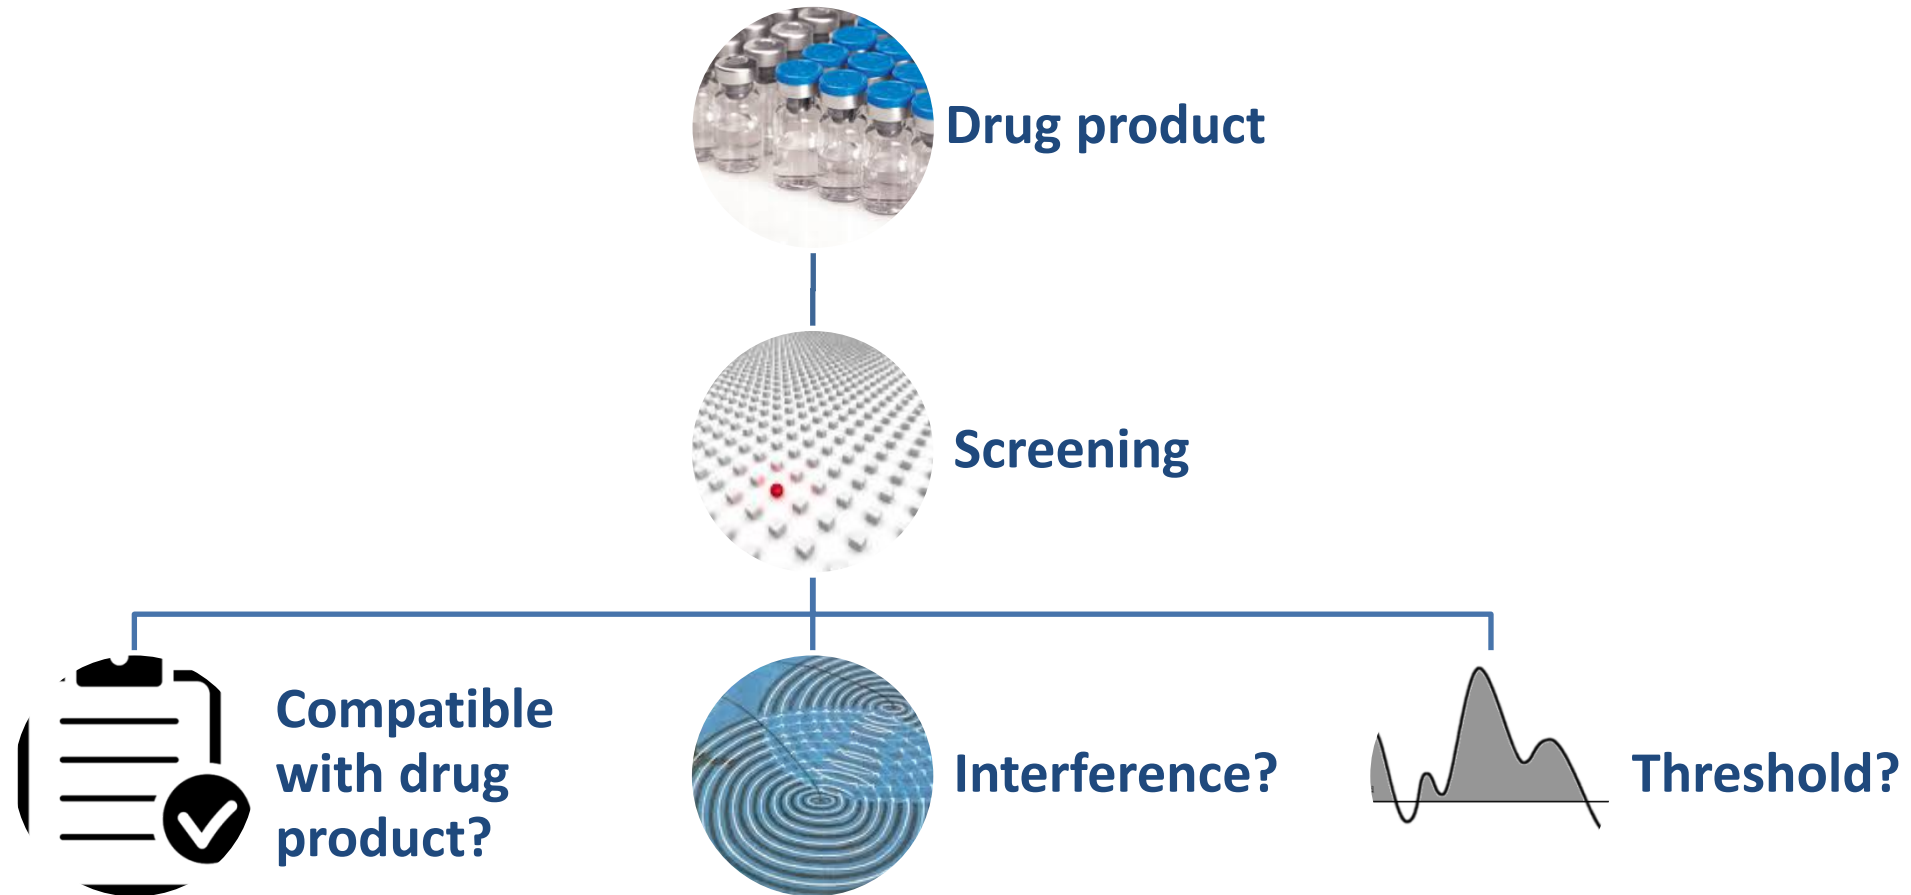 Drug product
Screening
Compatible
with drug
product?
Interference?
Threshold?